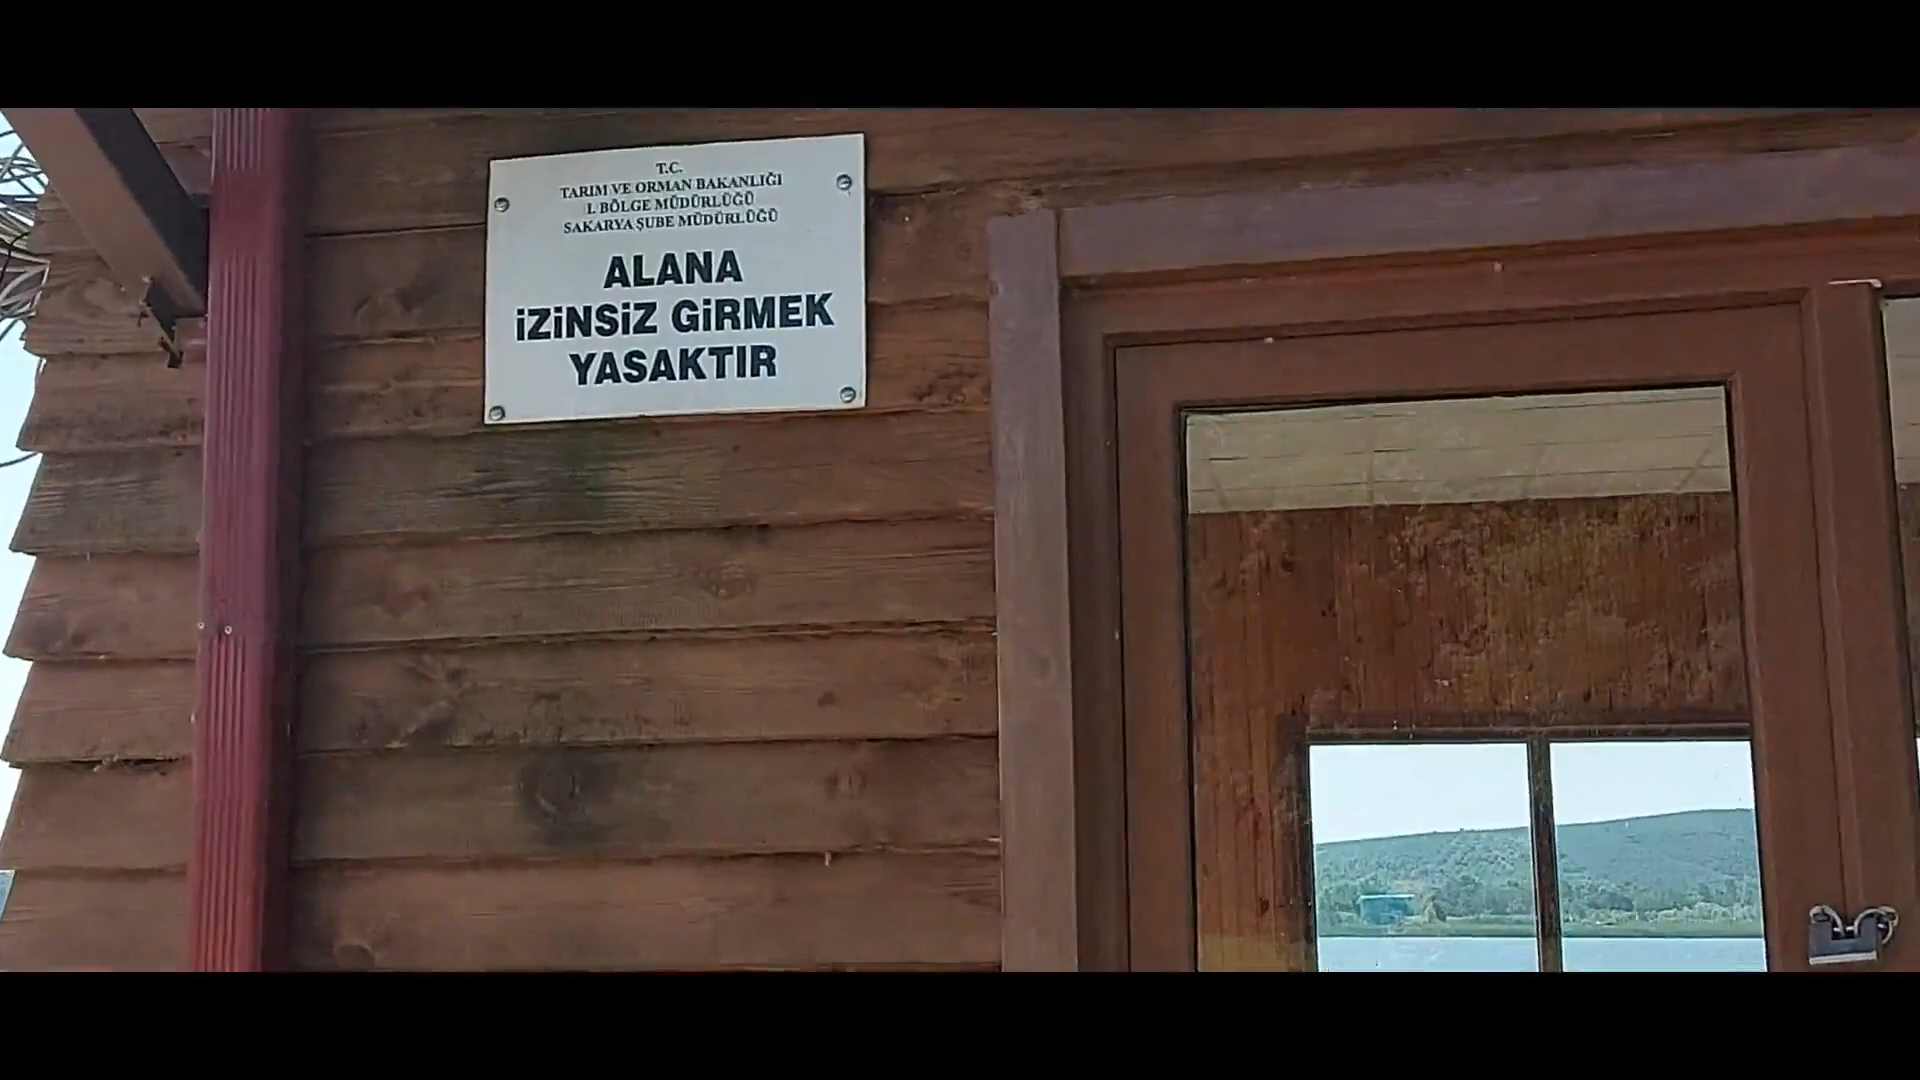 T.C.
TARIM VE ORMAN BAKANLIĞI
I. BÖLGE MÜDÜRLÜĞÜ
SAKARYA ŞUBE MÜDÜRLÜĞÜ
ALANA
İZİNSİZ GİRMEK
YASAKTIR